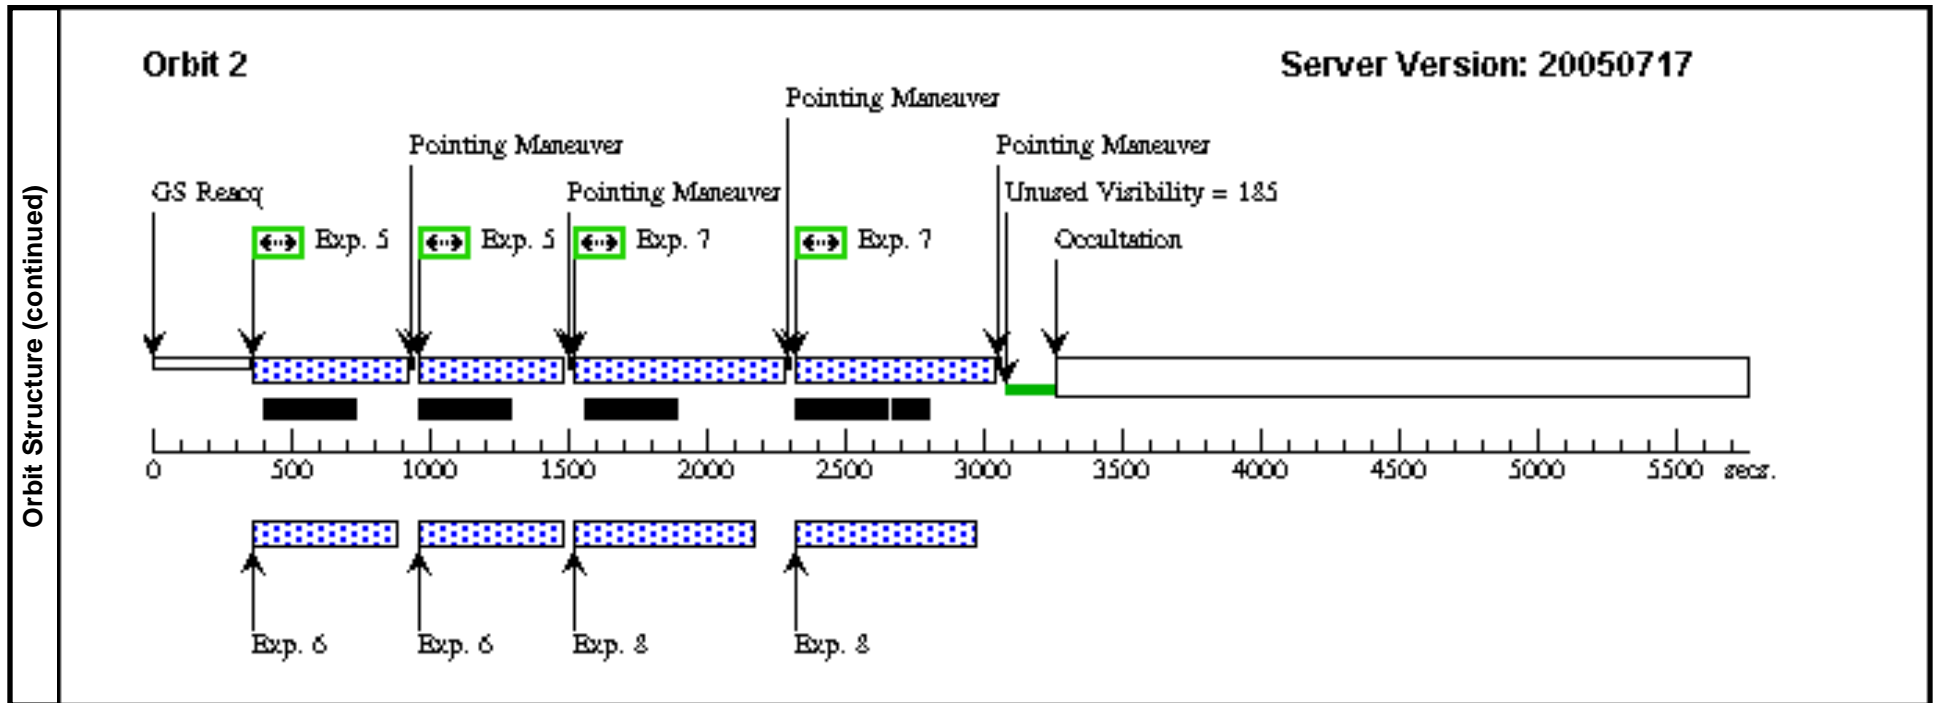 Orbit Structure (continued)
Orbit 2
Server Version: 20050717
Pointing Maneuver
Pointing Maneuver
Pointing Maneuver
GS Reacq
Pointing Maneuver
Unused Visibility = 185
Exp. 5
Exp. 5
Exp. 7
Exp. 7
Occultation
0 500 1000 1500 2000 2500 3000 3500 4000 4500 5000 5500 secs.
Exp. 6
Exp. 6
Exp. 8
Exp. 8